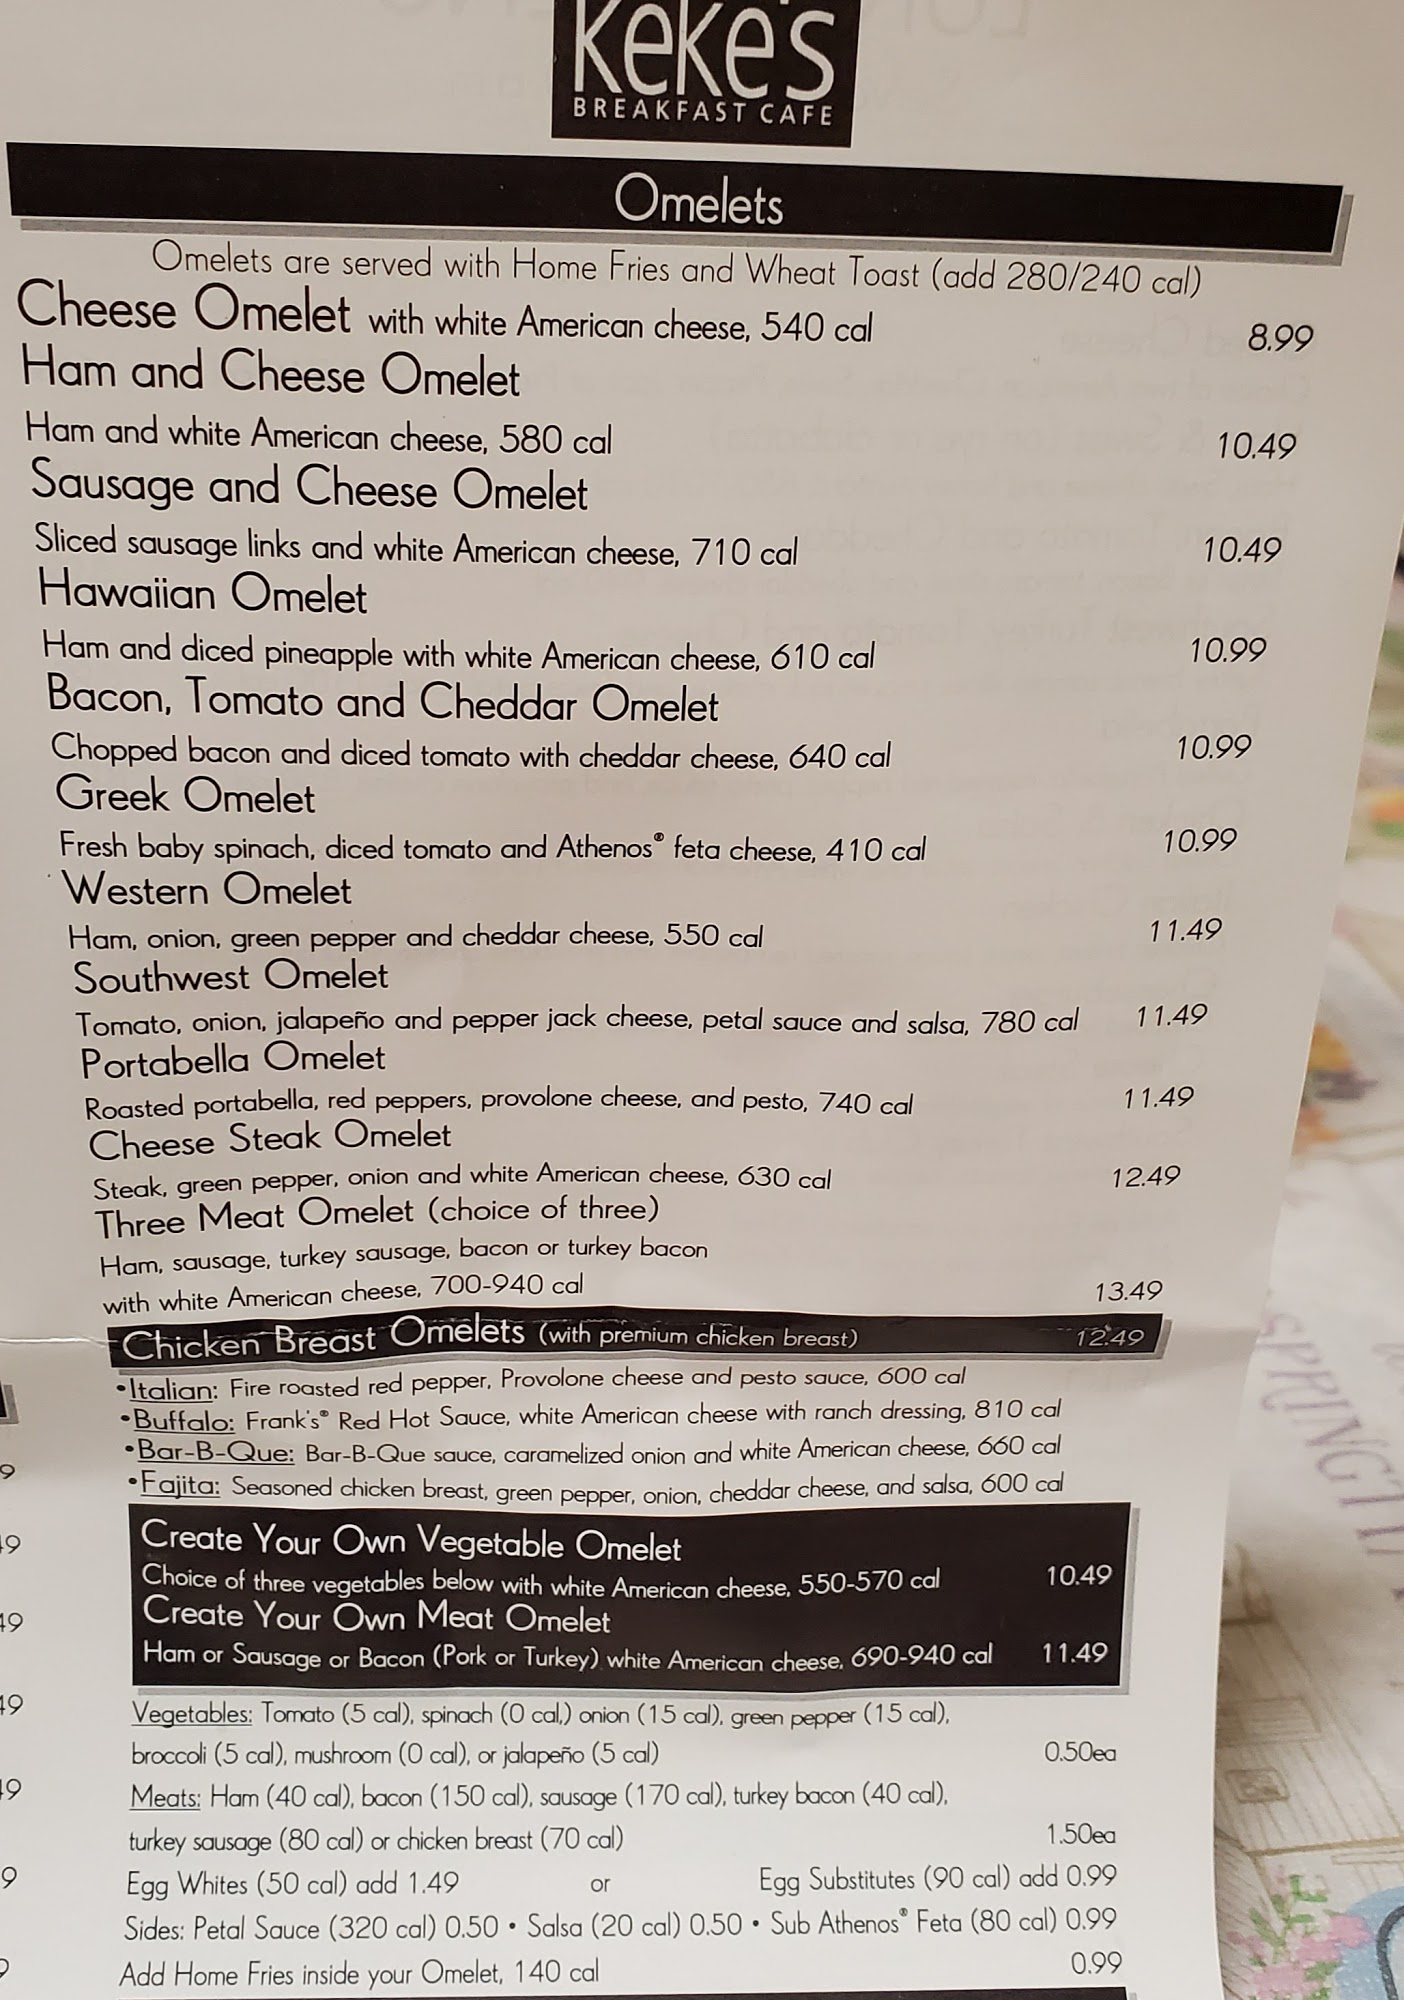 Keke's
BREAKFAST CAFE
Omelets
Omelets are served with Home Fries and Wheat Toast (add 280/240 cal)
Cheese Omelet with white American cheese, 540 cal 8.99
Ham and Cheese Omelet
Ham and white American cheese, 580 cal 10.49
Sausage and Cheese Omelet
Sliced sausage links and white American cheese, 710 cal 10.49
Hawaiian Omelet
Ham and diced pineapple with white American cheese, 610 cal 10.99
Bacon, Tomato and Cheddar Omelet
Chopped bacon and diced tomato with cheddar cheese, 640 cal 10.99
Greek Omelet
Fresh baby spinach, diced tomato and Athenos® feta cheese, 410 cal 10.99
Western Omelet
Ham, onion, green pepper and cheddar cheese, 550 cal 11.49
Southwest Omelet
Tomato, onion, jalapeño and pepper jack cheese, petal sauce and salsa, 780 cal 11.49
Portabella Omelet
Roasted portabella, red peppers, provolone cheese, and pesto, 740 cal 11.49
Cheese Steak Omelet
Steak, green pepper, onion and white American cheese, 630 cal 12.49
Three Meat Omelet (choice of three)
Ham, sausage, turkey sausage, bacon or turkey bacon
with white American cheese, 700-940 cal 13.49
Chicken Breast Omelets (with premium chicken breast) 12.49
•Italian: Fire roasted red pepper, Provolone cheese and pesto sauce, 600 cal
•Buffalo: Frank's® Red Hot Sauce, white American cheese with ranch dressing, 810 cal
•Bar-B-Que: Bar-B-Que sauce, caramelized onion and white American cheese, 660 cal
•Fajita: Seasoned chicken breast, green pepper, onion, cheddar cheese, and salsa, 600 cal
Create Your Own Vegetable Omelet
Choice of three vegetables below with white American cheese, 550-570 cal 10.49
Create Your Own Meat Omelet
Ham or Sausage or Bacon (Pork or Turkey) white American cheese, 690-940 cal 11.49
Vegetables: Tomato (5 cal), spinach (0 cal,) onion (15 cal), green pepper (15 cal),
broccoli (5 cal), mushroom (0 cal), or jalapeño (5 cal) 0.50ea
Meats: Ham (40 cal), bacon (150 cal), sausage (170 cal), turkey bacon (40 cal),
turkey sausage (80 cal) or chicken breast (70 cal) 1.50ea
Egg Whites (50 cal) add 1.49 or Egg Substitutes (90 cal) add 0.99
Sides: Petal Sauce (320 cal) 0.50 • Salsa (20 cal) 0.50 • Sub Athenos® Feta (80 cal) 0.99
Add Home Fries inside your Omelet, 140 cal 0.99